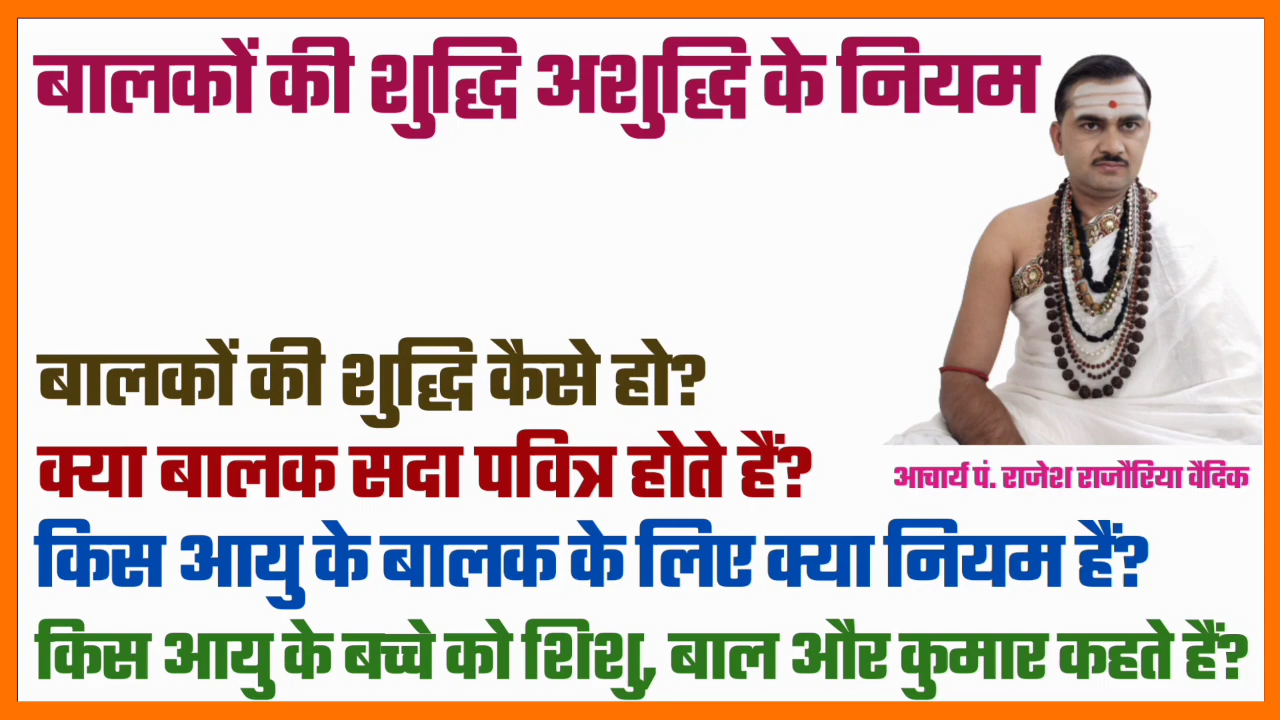 बालकों की शुद्धि अशुद्धि के नियम
बालकों की शुद्धि कैसे हो?
क्या बालक सदा पवित्र होते हैं?
आचार्य पं. राजेश राजौरिया वैदिक
किस आयु के बालक के लिए क्या नियम हैं?
किस आयु के बच्चे को शिशु, बाल और कुमार कहते हैं?